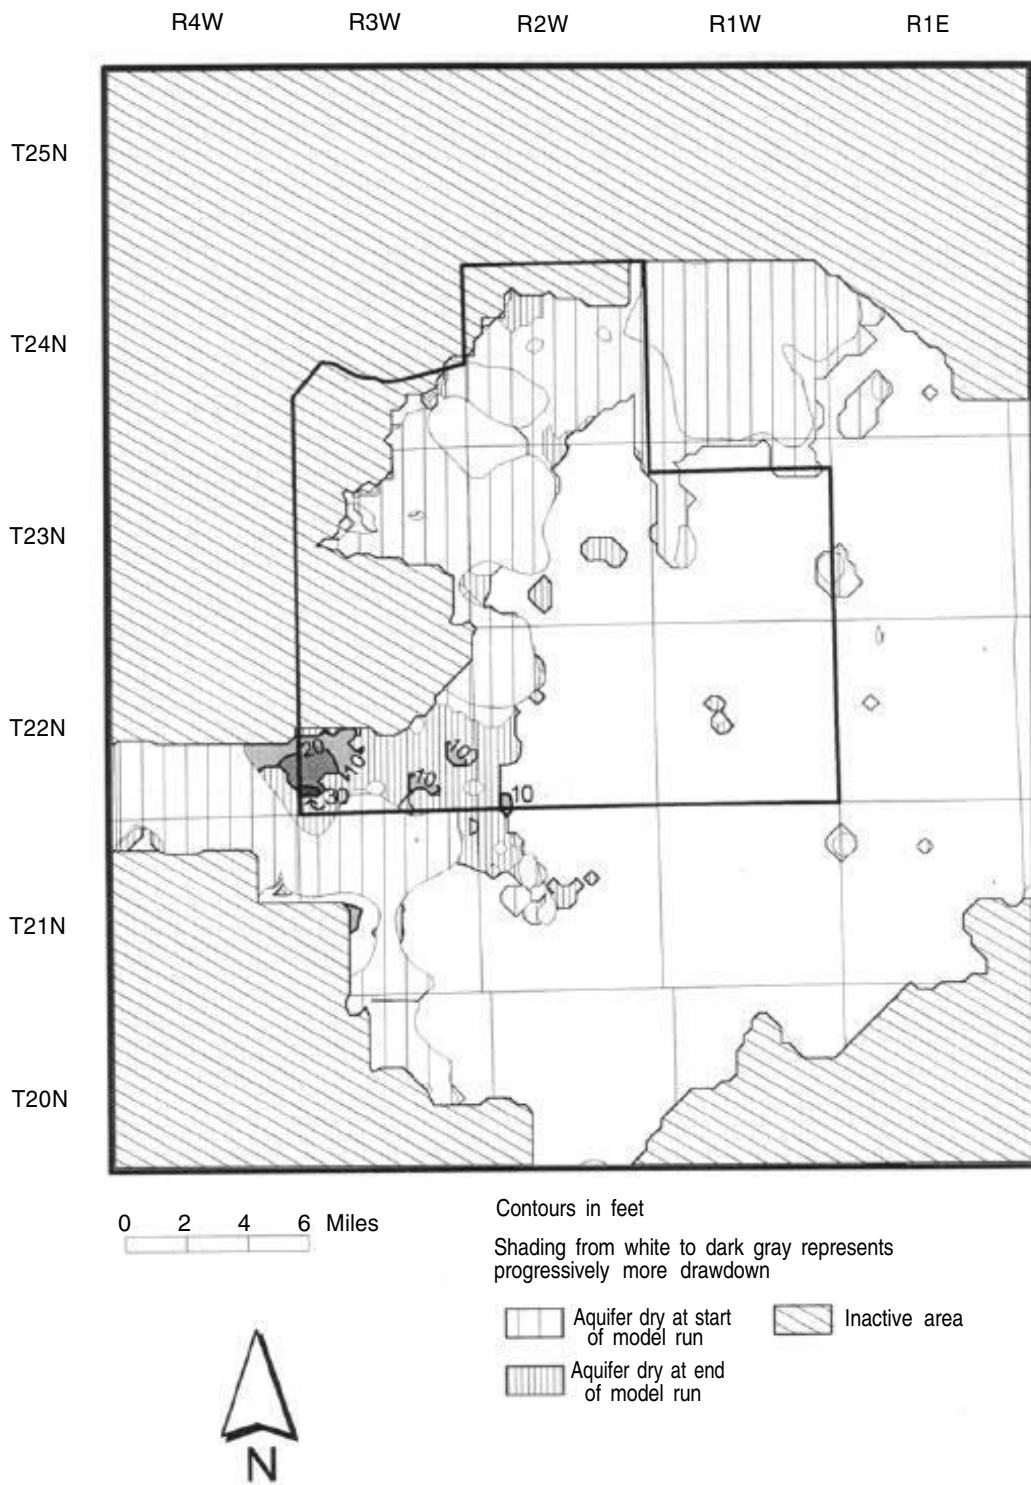 R4W R3W R2W R1W R1E
T25N
T24N
T23N
T22N
20
10
10
10
30
10
T21N
T20N
0 2 4 6 Miles
Contours in feet
Shading from white to dark gray represents
progressively more drawdown
Aquifer dry at start
of model run
Inactive area
Aquifer dry at end
of model run
N